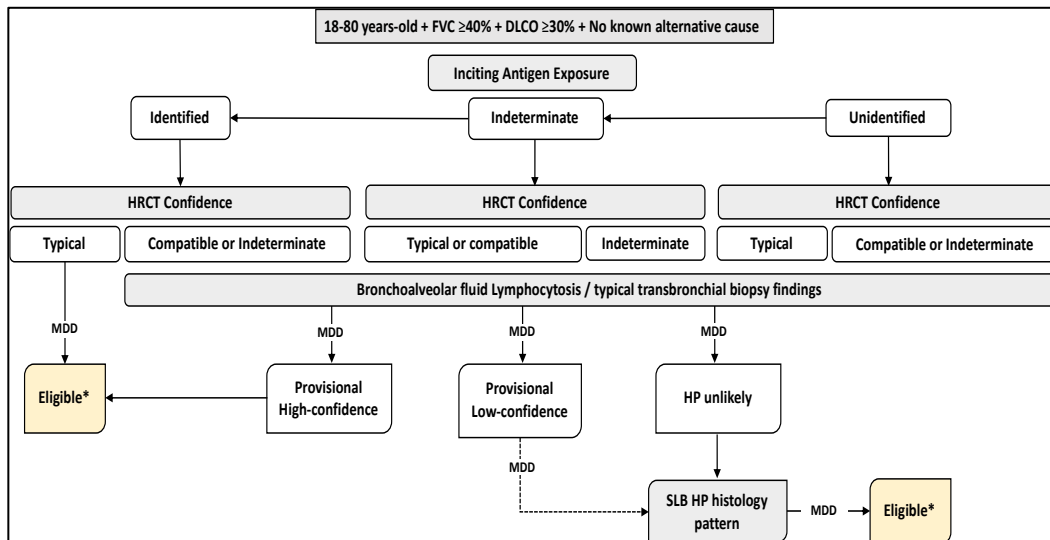 18-80 years-old + FVC ≥40% + DLCO ≥30% + No known alternative cause
Inciting Antigen Exposure
Identified
Indeterminate
Unidentified
HRCT Confidence
HRCT Confidence
HRCT Confidence
Typical
Compatible or Indeterminate
Typical or compatible
Indeterminate
Typical
Compatible or Indeterminate
Bronchoalveolar fluid Lymphocytosis / typical transbronchial biopsy findings
MDD
MDD
MDD
MDD
Eligible*
Provisional
High-confidence
Provisional
Low-confidence
HP unlikely
MDD
SLB HP histology
pattern
MDD
Eligible*